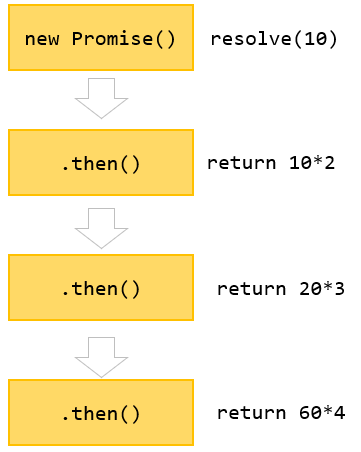 new Promise() resolve(10)
.then() return 10*2
.then() return 20*3
.then() return 60*4